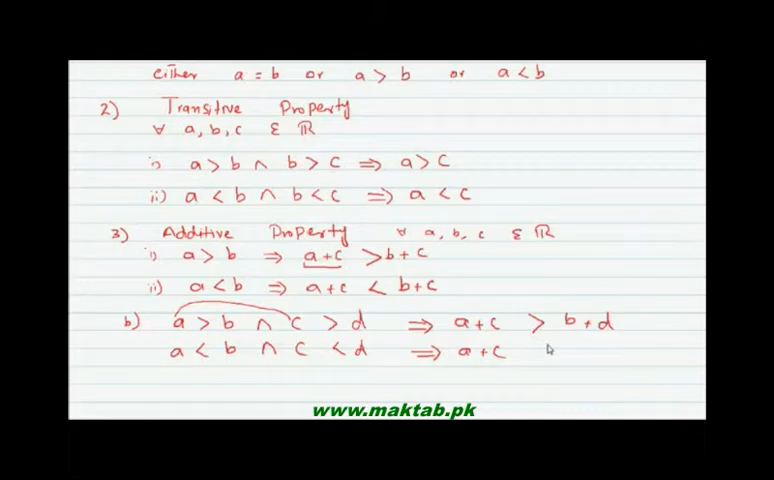 either a = b or a > b or a < b
2) Transitive Property
∀ a, b, c ε ℝ
i) a > b ∧ b > c ⇒ a > c
ii) a < b ∧ b < c ⇒ a < c
3) Additive Property ∀ a, b, c ε ℝ
i) a > b ⇒ a+c > b+c
ii) a < b ⇒ a+c < b+c
b) a > b ∧ c > d ⇒ a+c > b+d
a < b ∧ c < d ⇒ a+c
www.maktab.pk